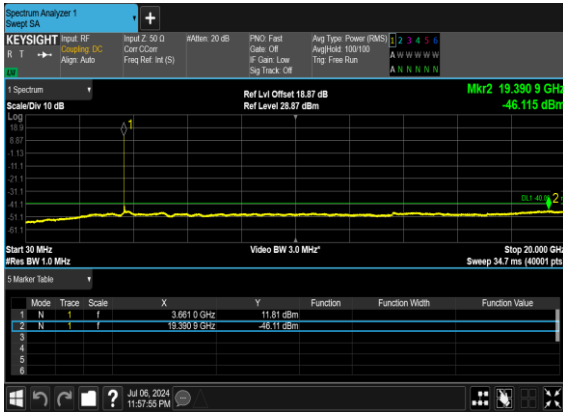 Spectrum Analyzer 1
Swept SA
+
KEYSIGHT Input: RF Input Z: 50 Ω #Atten: 20 dB PNO: Fast Avg Type: Power (RMS) 1 2 3 4 5 6
R T Coupling: DC Corr CCorr Gate: Off Avg|Hold: 100/100 A W W W W W
Align: Auto Freq Ref: Int (S) IF Gain: Low Trig: Free Run
Sig Track: Off A N N N N N
1 Spectrum Ref Lvl Offset 18.87 dB Mkr2 19.390 9 GHz
Scale/Div 10 dB Ref Level 28.87 dBm -46.115 dBm
Log
18.9
8.87
-1.13
-11.1
-21.1
-31.1
-41.1
-51.1
-61.1
1
2
Start 30 MHz Video BW 3.0 MHz* Stop 20.000 GHz
#Res BW 1.0 MHz Sweep 34.7 ms (40001 pts
5 Marker Table
Mode Trace Scale X Y Function Function Width Function Value
1 N 1 f 3.661 0 GHz 11.81 dBm
2 N 1 f 19.390 9 GHz -46.11 dBm
3
4
5
6
? Jul 06, 2024
11:57:55 PM